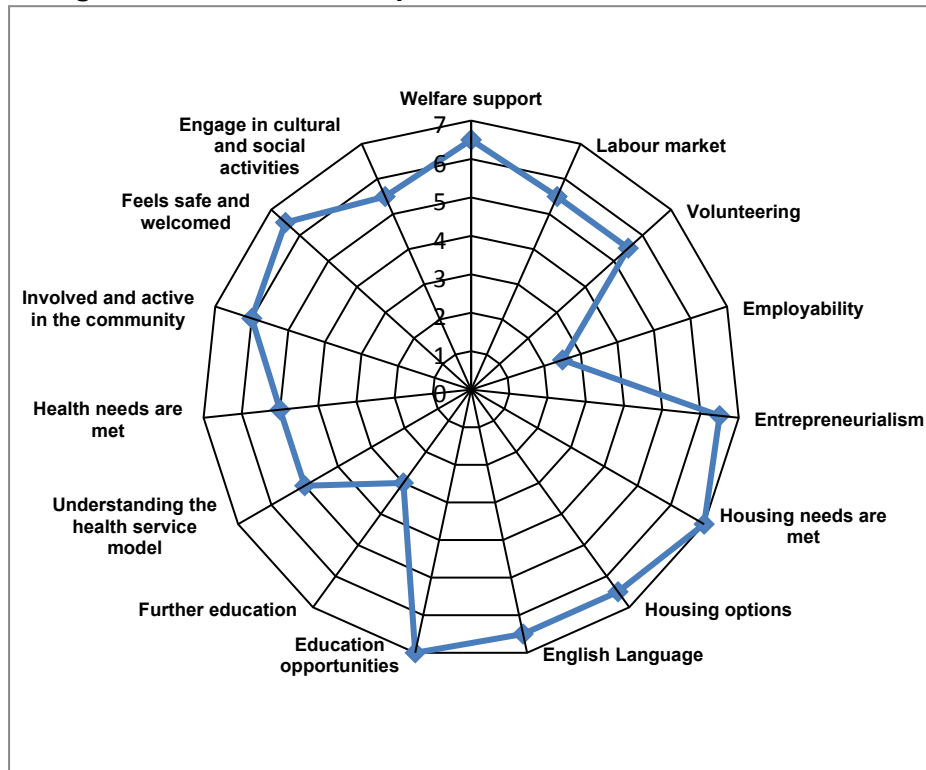 Welfare support
Labour market
Volunteering
Employability
Entrepreneurialism
Housing needs are
met
Housing options
English Language
Education
opportunities
Further education
Understanding the
health service
model
Health needs are
met
Involved and active
in the community
Feels safe and
welcomed
Engage in cultural
and social
activities
7
6
5
4
3
2
1
0